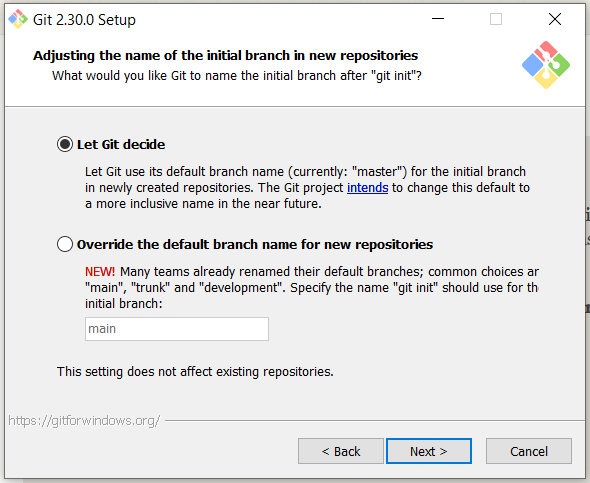 Git 2.30.0 Setup
Adjusting the name of the initial branch in new repositories
What would you like Git to name the initial branch after "git init"?
Let Git decide
Let Git use its default branch name (currently: "master") for the initial branch
in newly created repositories. The Git project intends to change this default to
a more inclusive name in the near future.
Override the default branch name for new repositories
NEW! Many teams already renamed their default branches; common choices ar
"main", "trunk" and "development". Specify the name "git init" should use for the
initial branch:
main
This setting does not affect existing repositories.
https://gitforwindows.org/
< Back
Next >
Cancel